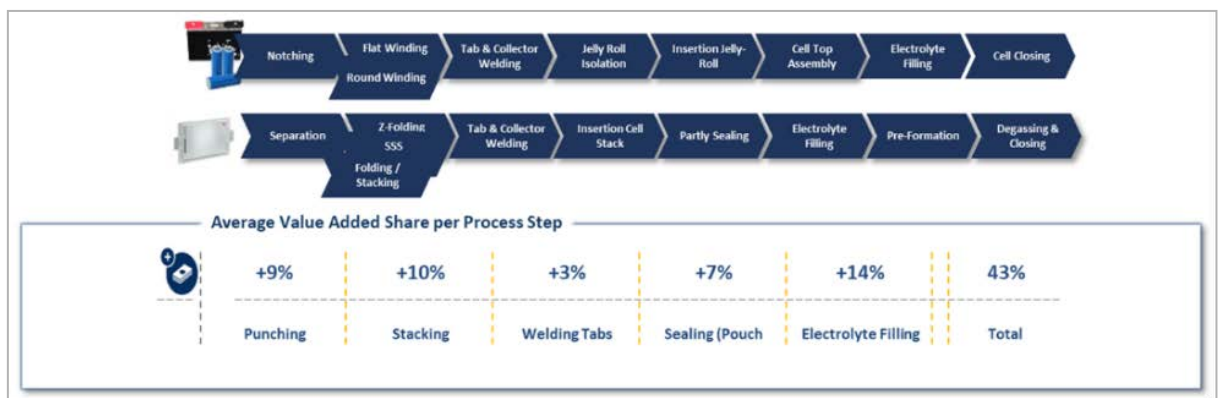 Notching
Flat Winding
Round Winding
Tab & Collector
Welding
Jelly Roll
Isolation
Insertion Jelly-
Roll
Cell Top
Assembly
Electrolyte
Filling
Cell Closing
Separation
Z-Folding
SSS
Folding /
Stacking
Tab & Collector
Welding
Insertion Cell
Stack
Partly Sealing
Electrolyte
Filling
Pre-Formation
Degassing &
Closing
Average Value Added Share per Process Step
+9% +10% +3% +7% +14% 43%
Punching Stacking Welding Tabs Sealing (Pouch Electrolyte Filling Total